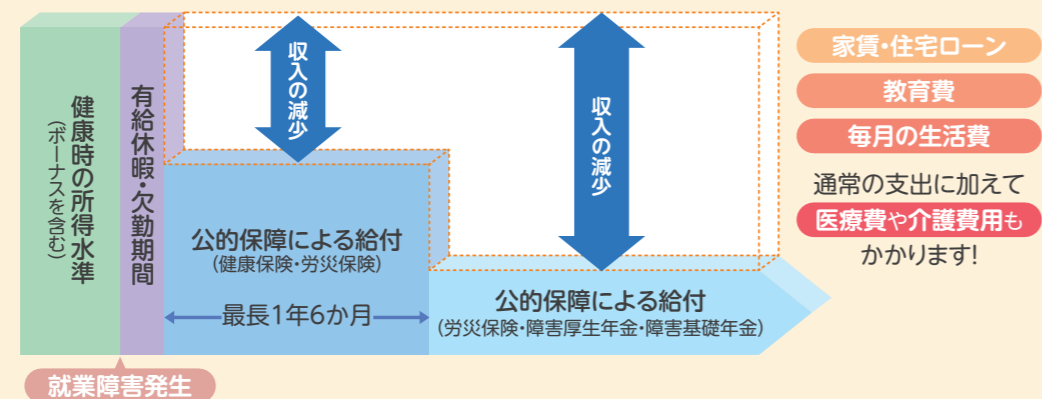 健康時の所得水準
（ボーナスを含む）
有給休暇・欠勤期間
収入の減少
収入の減少
公的保障による給付
（健康保険・労災保険）
最長1年6か月
公的保障による給付
（労災保険・障害厚生年金・障害基礎年金）
就業障害発生
家賃・住宅ローン
教育費
毎月の生活費
通常の支出に加えて
医療費や介護費用も
かかります!